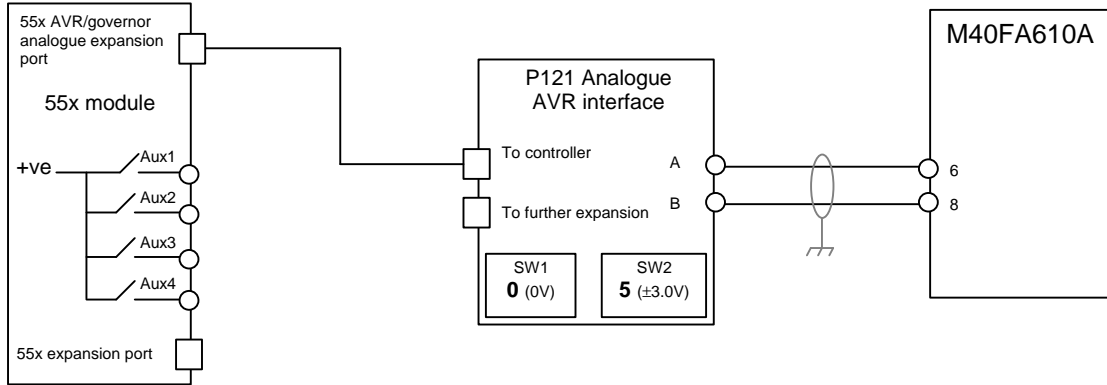 55x AVR/governor
analogue expansion
port
55x module
+ve
Aux1
Aux2
Aux3
Aux4
55x expansion port
P121 Analogue
AVR interface
To controller
A
To further expansion
B
SW1
0 (0V)
SW2
5 (±3.0V)
M40FA610A
6
8